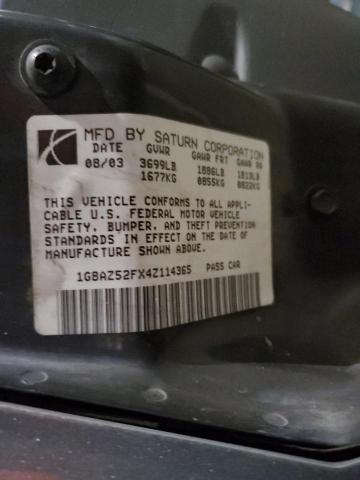 MFD BY SATURN CORPORATION
DATE GVWR GAWR FRT GAWR RR
08/03 3699LB 1886LB 1813LB
1677KG 0855KG 0822KG
THIS VEHICLE CONFORMS TO ALL APPLI-
CABLE U.S. FEDERAL MOTOR VEHICLE
SAFETY, BUMPER, AND THEFT PREVENTION
STANDARDS IN EFFECT ON THE DATE OF
MANUFACTURE SHOWN ABOVE.
1G8AZ52FX4Z114365 PASS CAR